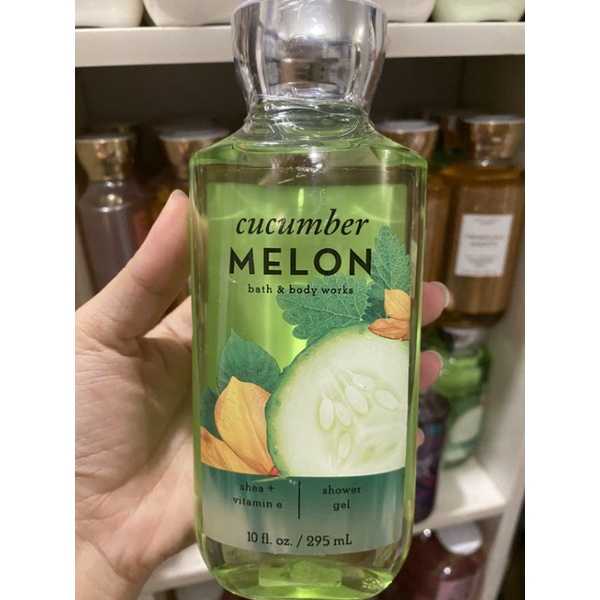 cucumber
MELON
bath & body works
shea +
vitamin e
shower
gel
10 fl. oz. / 295 mL